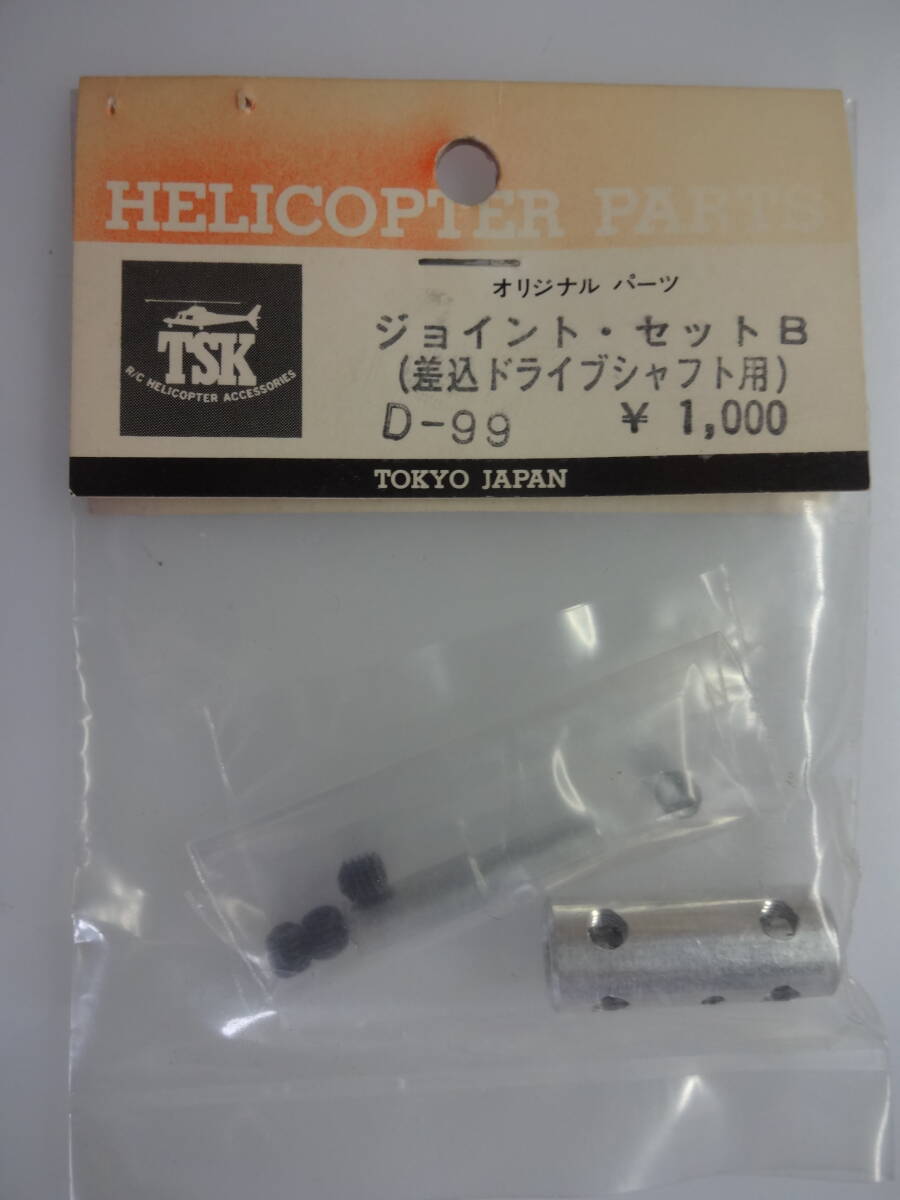 HELICOPTER PARTS
TSK
R/C HELICOPTER ACCESSORIES
オリジナル パーツ
ジョイント・セットB
(差込ドライブシャフト用)
D-99 ¥ 1,000
TOKYO JAPAN